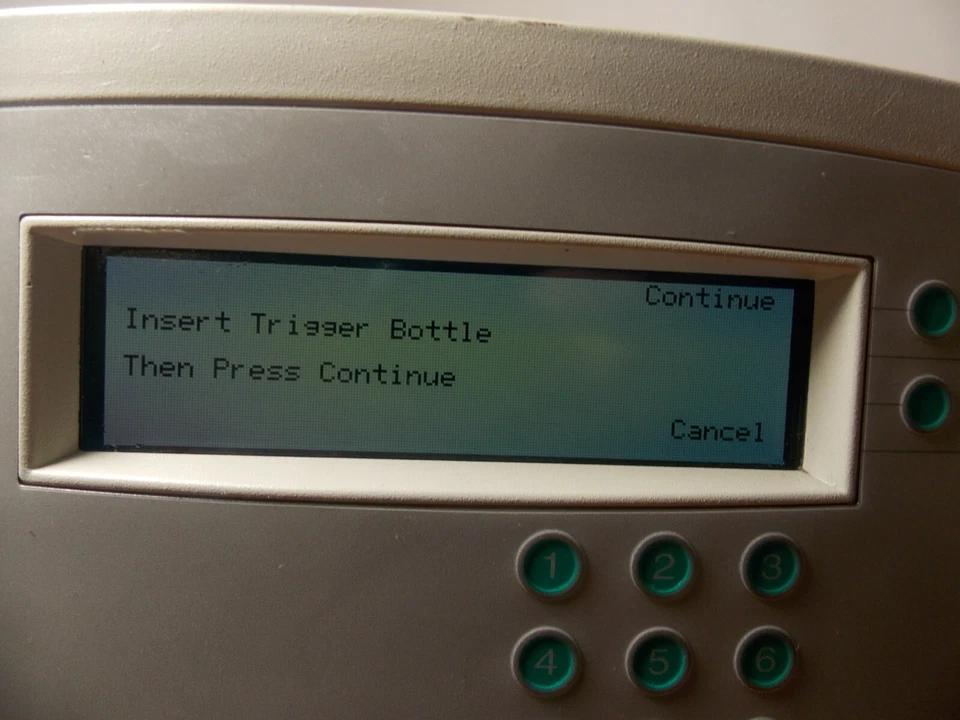 Continue
Insert Trigger Bottle
Then Press Continue
Cancel
1 2 3
4 5 6